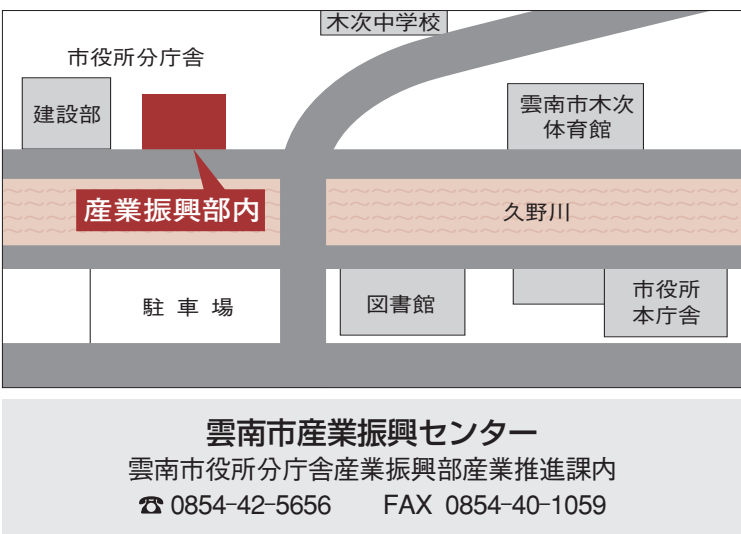 木次中学校
市役所分庁舎
建設部
雲南市木次
体育館
産業振興部内
久野川
駐車場
図書館
市役所
本庁舎
雲南市産業振興センター
雲南市役所分庁舎産業振興部産業推進課内
☎ 0854-42-5656 FAX 0854-40-1059